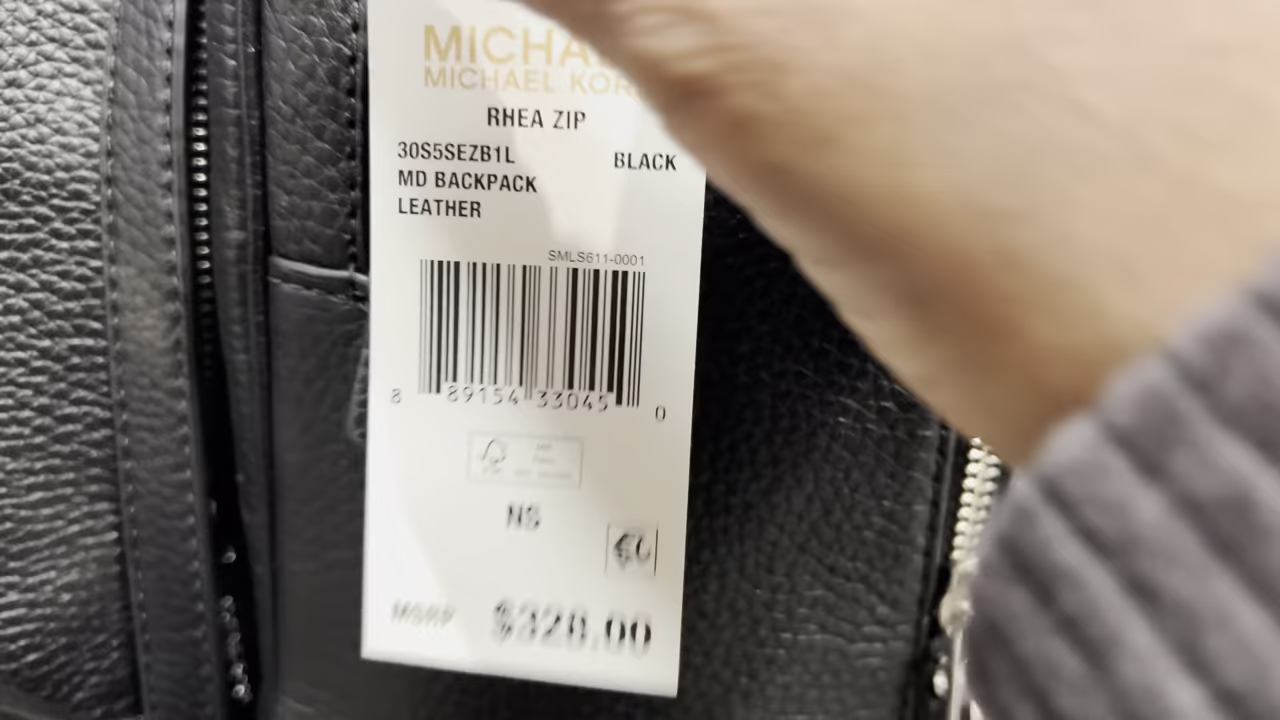 MICHA
MICHAEL KOR
RHEA ZIP
30S5SEZB1L BLACK
MD BACKPACK
LEATHER
SMLS611-0001
8 89154 33045 0
NS
MSRP $328.00